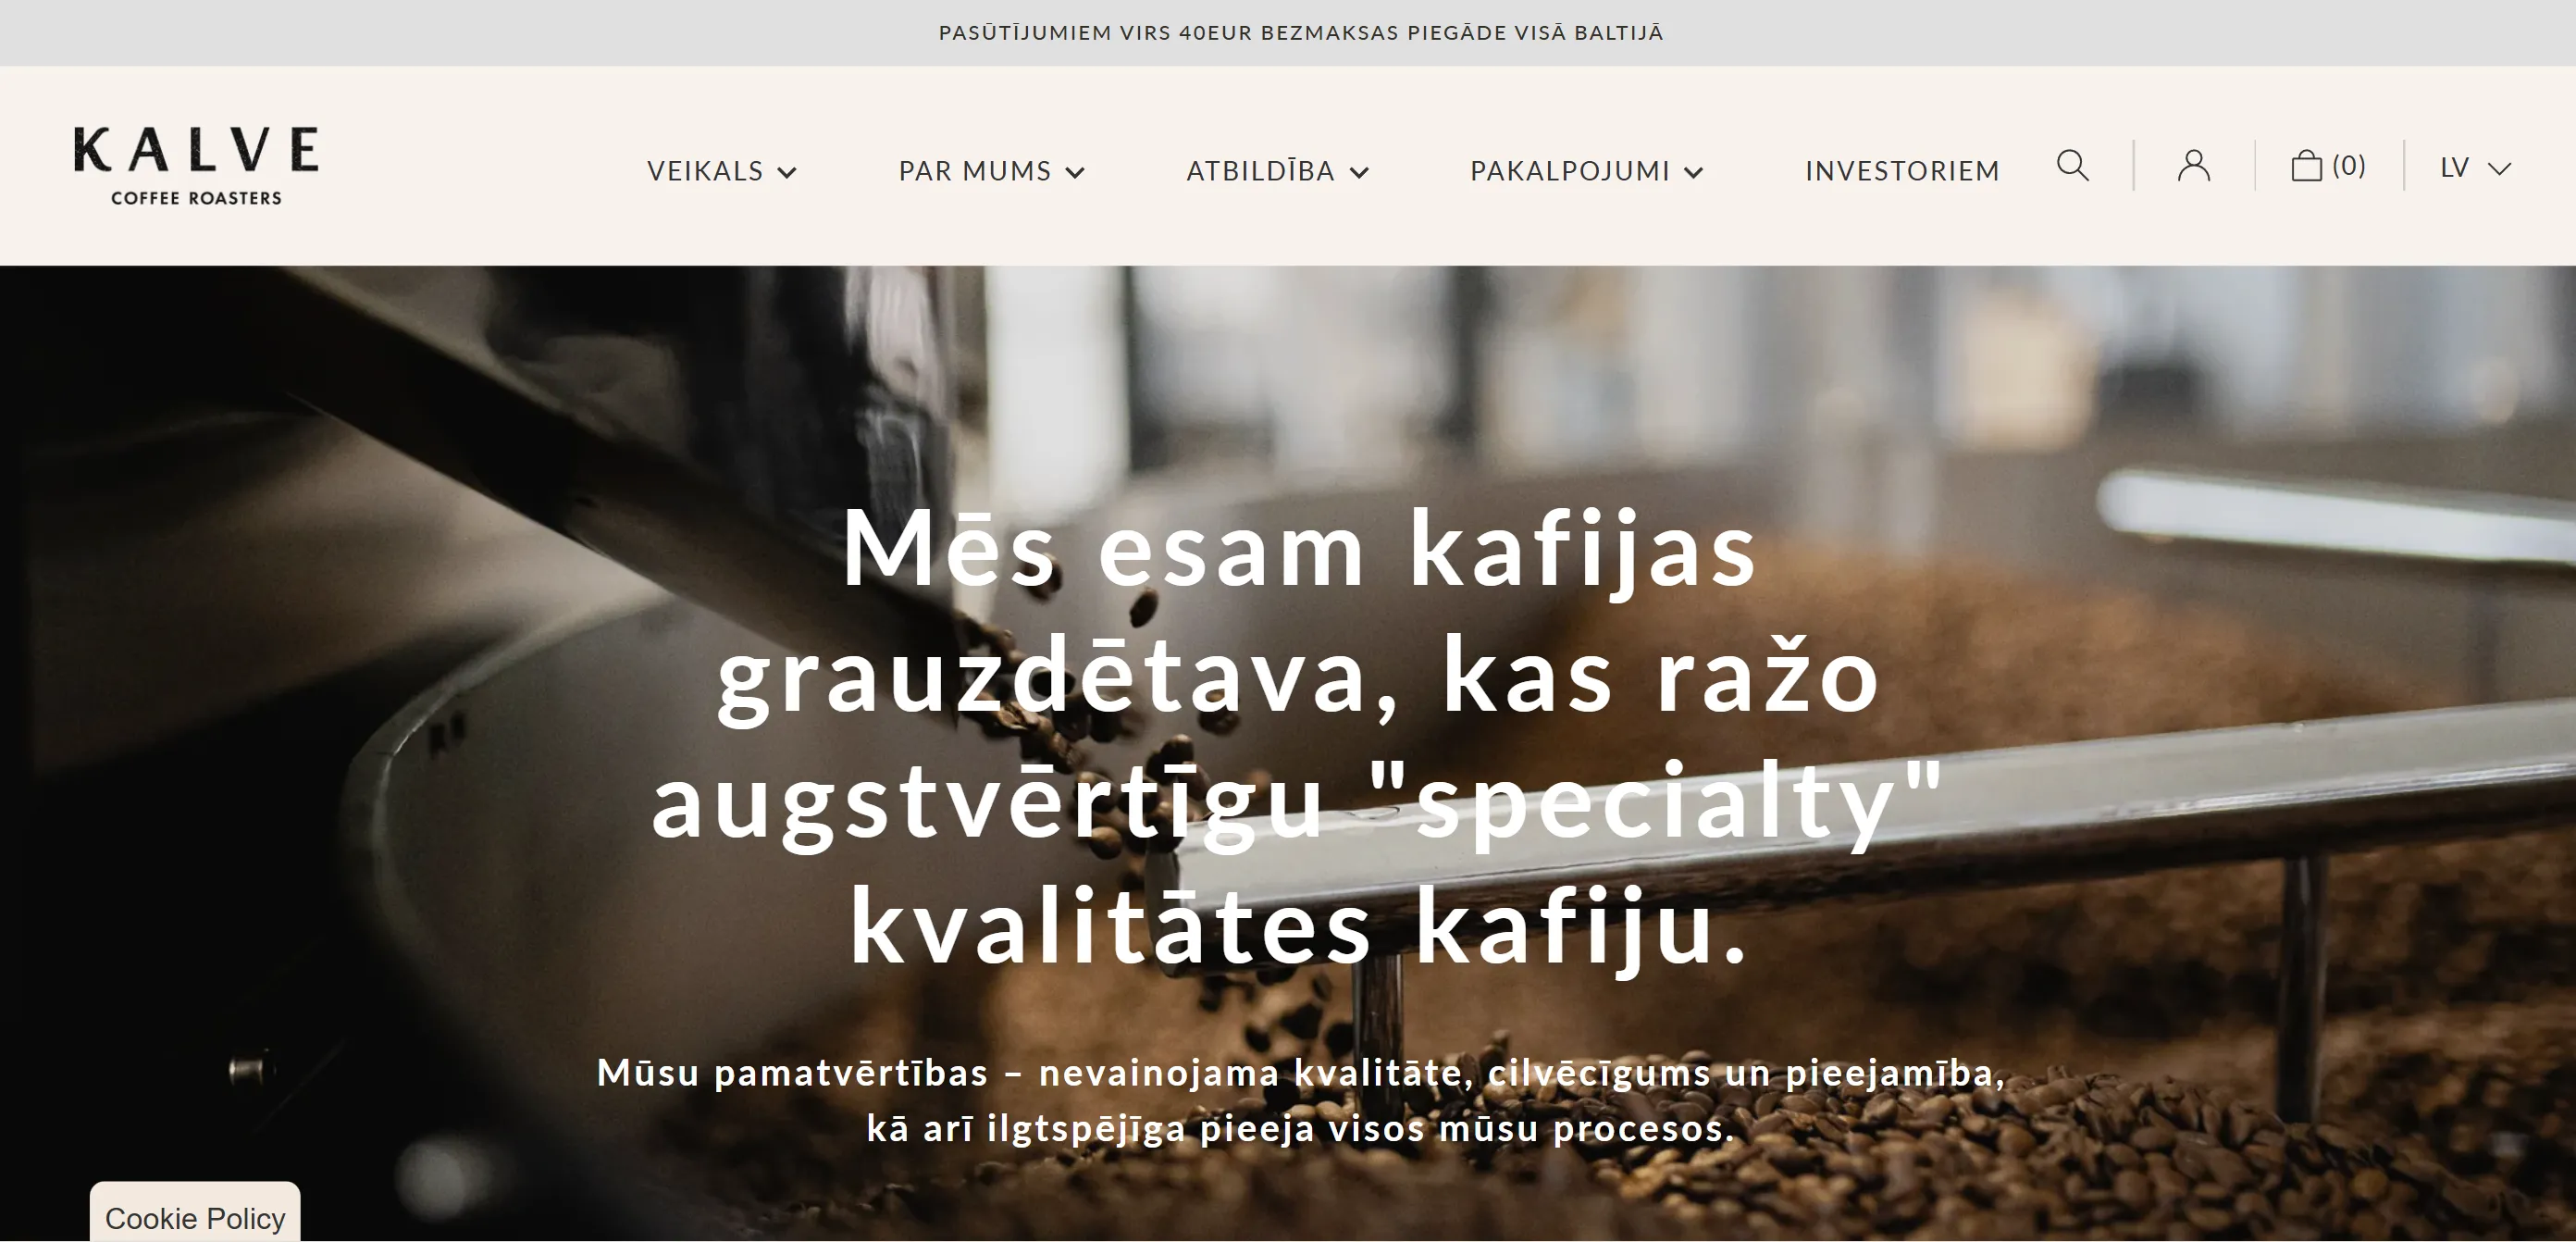 PASŪTĪJUMIEM VIRS 40EUR BEZMAKSAS PIEGĀDE VISĀ BALTIJĀ
KALVE
COFFEE ROASTERS
VEIKALS
PAR MUMS
ATBILDĪBA
PAKALPOJUMI
INVESTORIEM
(0)
LV
Mēs esam kafijas
grauzdētava, kas ražo
augstvērtīgu "specialty"
kvalitātes kafiju.
Mūsu pamatvērtības – nevainojama kvalitāte, cilvēcīgums un pieejamība,
kā arī ilgtspējīga pieeja visos mūsu procesos.
Cookie Policy